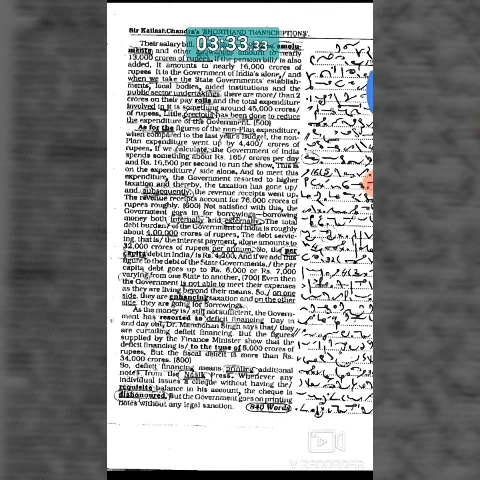 Sir KailashChandra's 'SHORTHAND TRANSCRIPTIONS'
03:33.33
Their salary bill, emolu-
ments and other amount to nearly
13,000 crores of rupees. If the pension bill/ is also
added, it amounts to nearly 16,000 crores of
rupees. It is the Government of India's alone,/ and
when we take the State Governments' establish-
ments, local bodies, aided institutions and the
public sector undertakings, there are more/ than 2
crores on their pay rolls and the total expenditure
involved in it is something around 45,000 crores/
of rupees. Little precious has been done to reduce
the expenditure of the Government. (500)
As for the figures of the non-Plan expenditure,
when compared to the last year's Budget, the non-
Plan expenditure went up by 4,400/ crores of
rupees. If we calculate, the Government of India
spends something about Rs. 165/ crores per day
and Rs. 16,500 per second to run the show. This is
on the expenditure/ side alone. And to meet this
expenditure, the Government resorted to higher
taxation and thereby, the taxation has gone up/
and, subsequently, the revenue receipts went up.
The revenue receipts account for 76,000 crores of
rupees roughly. (600) Not satisfied with this, the
Government goes in for borrowings—borrowing
money both internally and externally. The total
debt burden/ of the Government of India is roughly
about 4,00,000 crores of rupees. The debt servic-
ing, that is/ the interest payment, alone amounts to
32,000 crores of rupees per annum. So, the per
capita debt in India/ is Rs. 4,200. And if we add this
figure to the debt of the State Governments,/ the per
capita debt goes up to Rs. 6,000 or Rs. 7,000
varying from one State to another. (700) Even then
the Government is not able to meet their expenses
as they are living beyond their means. So,/ on one
side, they are enhancing taxation and on the other
side, they are going for borrowings.
As the money is/ still not sufficient, the Govern-
ment has resorted to deficit financing. Day in
and day out, Dr. Manmohan Singh says that/ they
are curtailing deficit financing. But the figures
supplied by the Finance Minister show that the
deficit financing is/ to the tune of 5,000 crores of
rupees. But the fiscal deficit is more than Rs.
34,000 crores. (800)
So, deficit financing means printing additional
notes from the Nasik Press. Whenever any
individual issues a cheque without having the/
requisite balance in his account, the cheque is
dishonoured. But the Government goes on printing
notes without any legal sanction. (840 Words)
V RECORDER